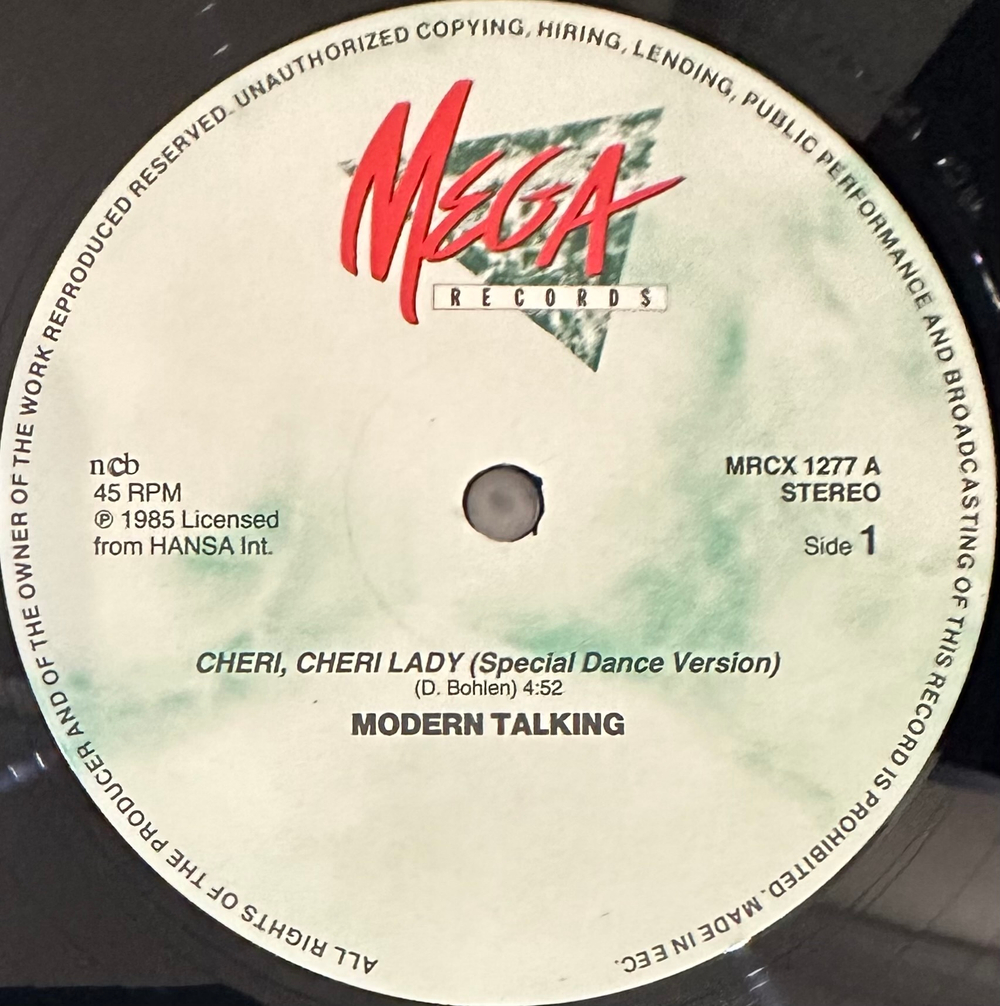 ALL RIGHTS OF THE PRODUCER AND OF THE OWNER OF THE WORK REPRODUCED RESERVED. UNAUTHORIZED COPYING, HIRING, LENDING, PUBLIC PERFORMANCE AND BROADCASTING OF THIS RECORD IS PROHIBITED. MADE IN EEC.
MEGA
RECORDS
ncb
45 RPM
℗ 1985 Licensed
from HANSA Int.
MRCX 1277 A
STEREO
Side 1
CHERI, CHERI LADY (Special Dance Version)
(D. Bohlen) 4:52
MODERN TALKING